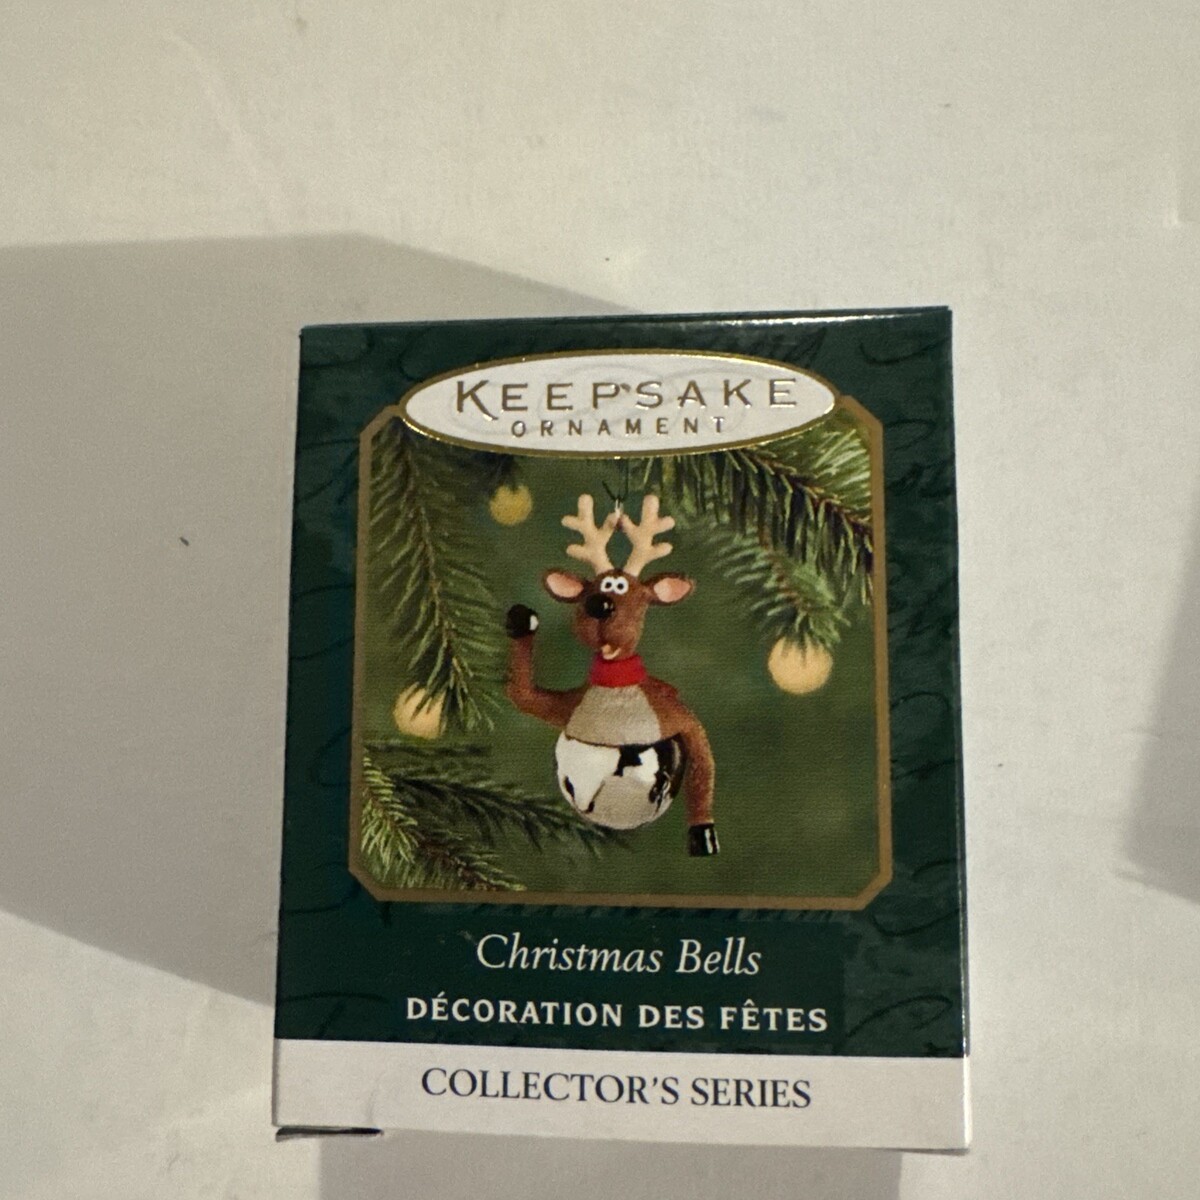 KEEPSAKE
ORNAMENT
Christmas Bells
DÉCORATION DES FÊTES
COLLECTOR'S SERIES